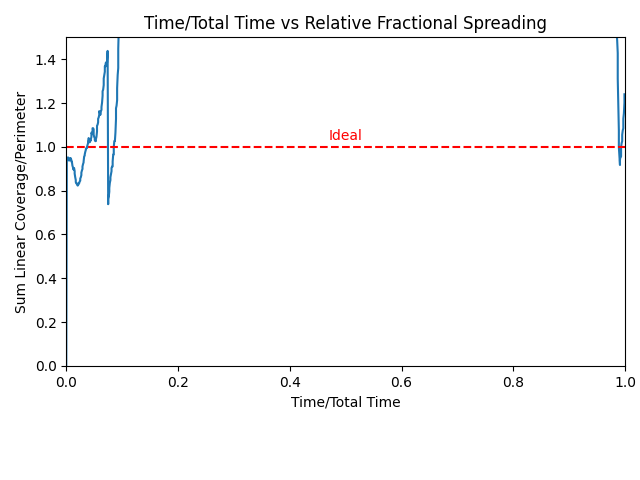 Time/Total Time vs Relative Fractional Spreading
Sum Linear Coverage/Perimeter
1.4
1.2
1.0
0.8
0.6
0.4
0.2
0.0
Ideal
0.0 0.2 0.4 0.6 0.8 1.0
Time/Total Time